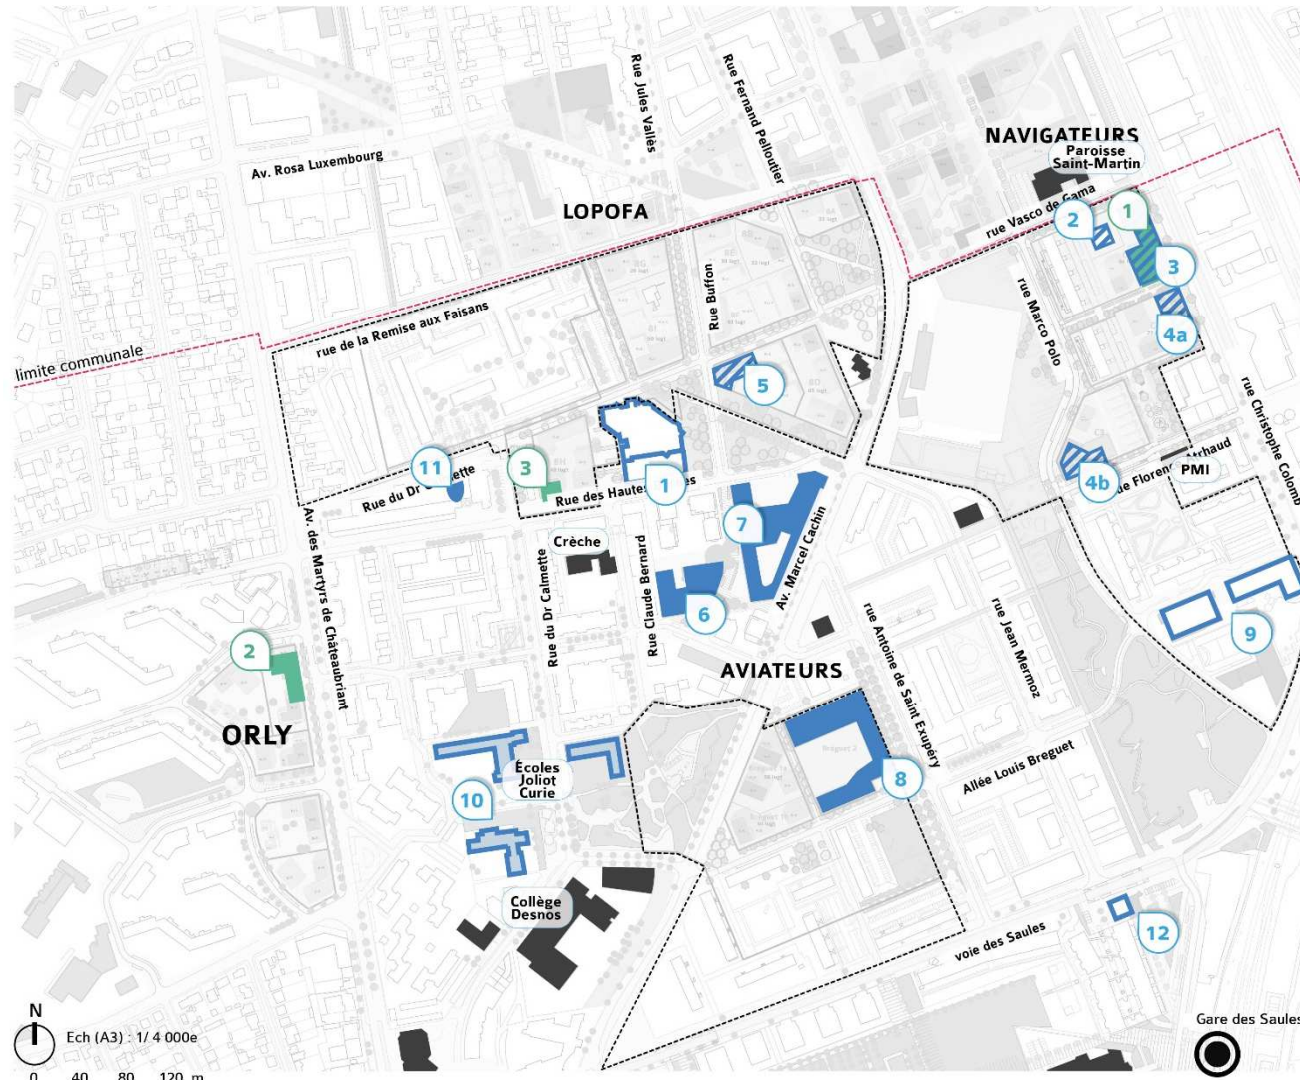 Rue Jules Vallès
Rue Fernand Pelloutier
NAVIGATEURS
Paroisse
Saint-Martin
Av. Rosa Luxembourg
LOPOFA
rue Vasco de Gama
2
1
3
4a
rue Marco Polo
Rue Buffon
rue de la Remise aux Faisans
limite communale
5
rue Christophe Colomb
11
3
1
Rue du Dr
Rue des Hautes
4b
PMI
7
Crèche
Av. Marcel Cachin
Av. des Martyrs de Châteaubriant
Rue du Dr Calmette
Rue Claude Bernard
6
rue Antoine de Saint Exupéry
rue Jean Mermoz
9
2
AVIATEURS
ORLY
Breguet 2
8
Allée Louis Breguet
Écoles
Joliot
Curie
10
Collège
Desnos
voie des Saules
12
N
Ech (A3) : 1/ 4 000e
0 40 80 120 m
Gare des Saules